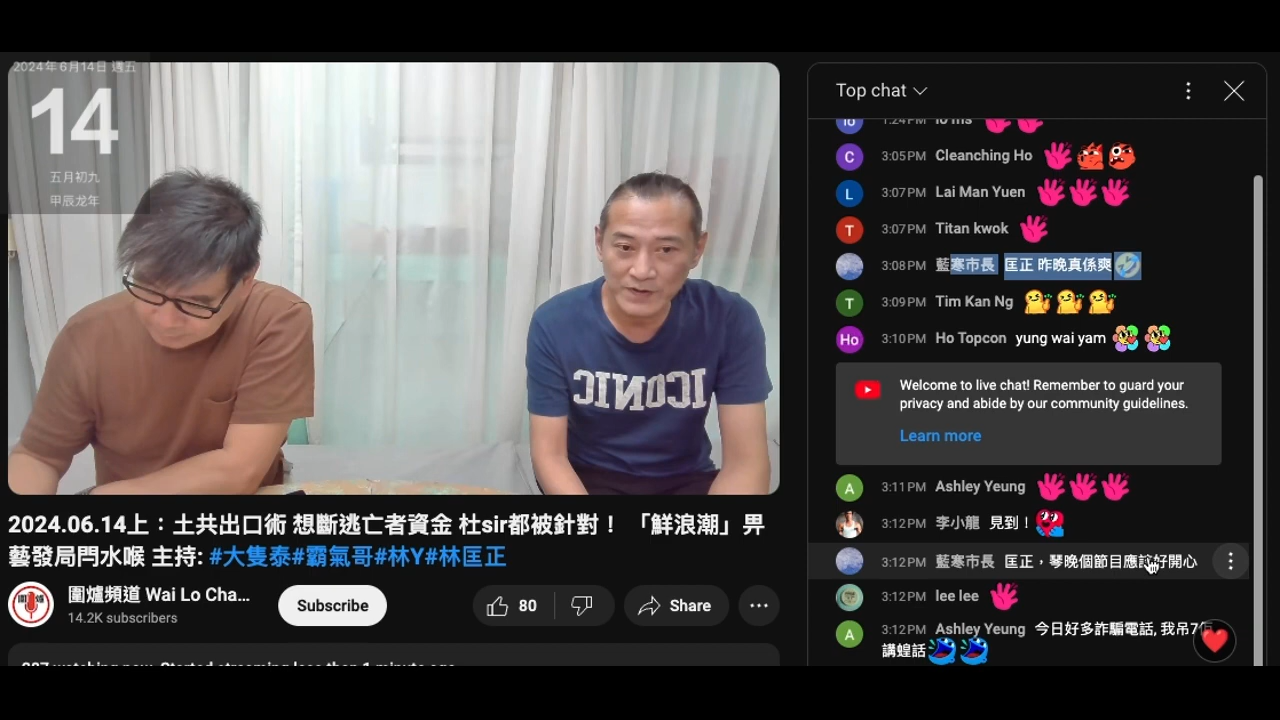 2024年6月14日 週五
14
五月初九
甲辰龙年
ICONIC
2024.06.14上：土共出口術 想斷逃亡者資金 杜sir都被針對！ 「鮮浪潮」畀
藝發局閂水喉 主持: #大隻泰#霸氣哥#林Y#林匡正
圍爐頻道 Wai Lo Cha...
14.2K subscribers
Subscribe
80
Share
Top chat
1:24PM lo ms
C 3:05PM Cleanching Ho
L 3:07PM Lai Man Yuen
T 3:07PM Titan kwok
3:08PM 藍寒市長 匡正 昨晚真係爽
T 3:09PM Tim Kan Ng
Ho 3:10PM Ho Topcon yung wai yam
Welcome to live chat! Remember to guard your
privacy and abide by our community guidelines.
Learn more
A 3:11PM Ashley Yeung
3:12PM 李小龍 見到！
3:12PM 藍寒市長 匡正，琴晚個節目應該好開心
3:12PM lee lee
A 3:12PM Ashley Yeung 今日好多詐騙電話, 我吊7佢
講蝗話